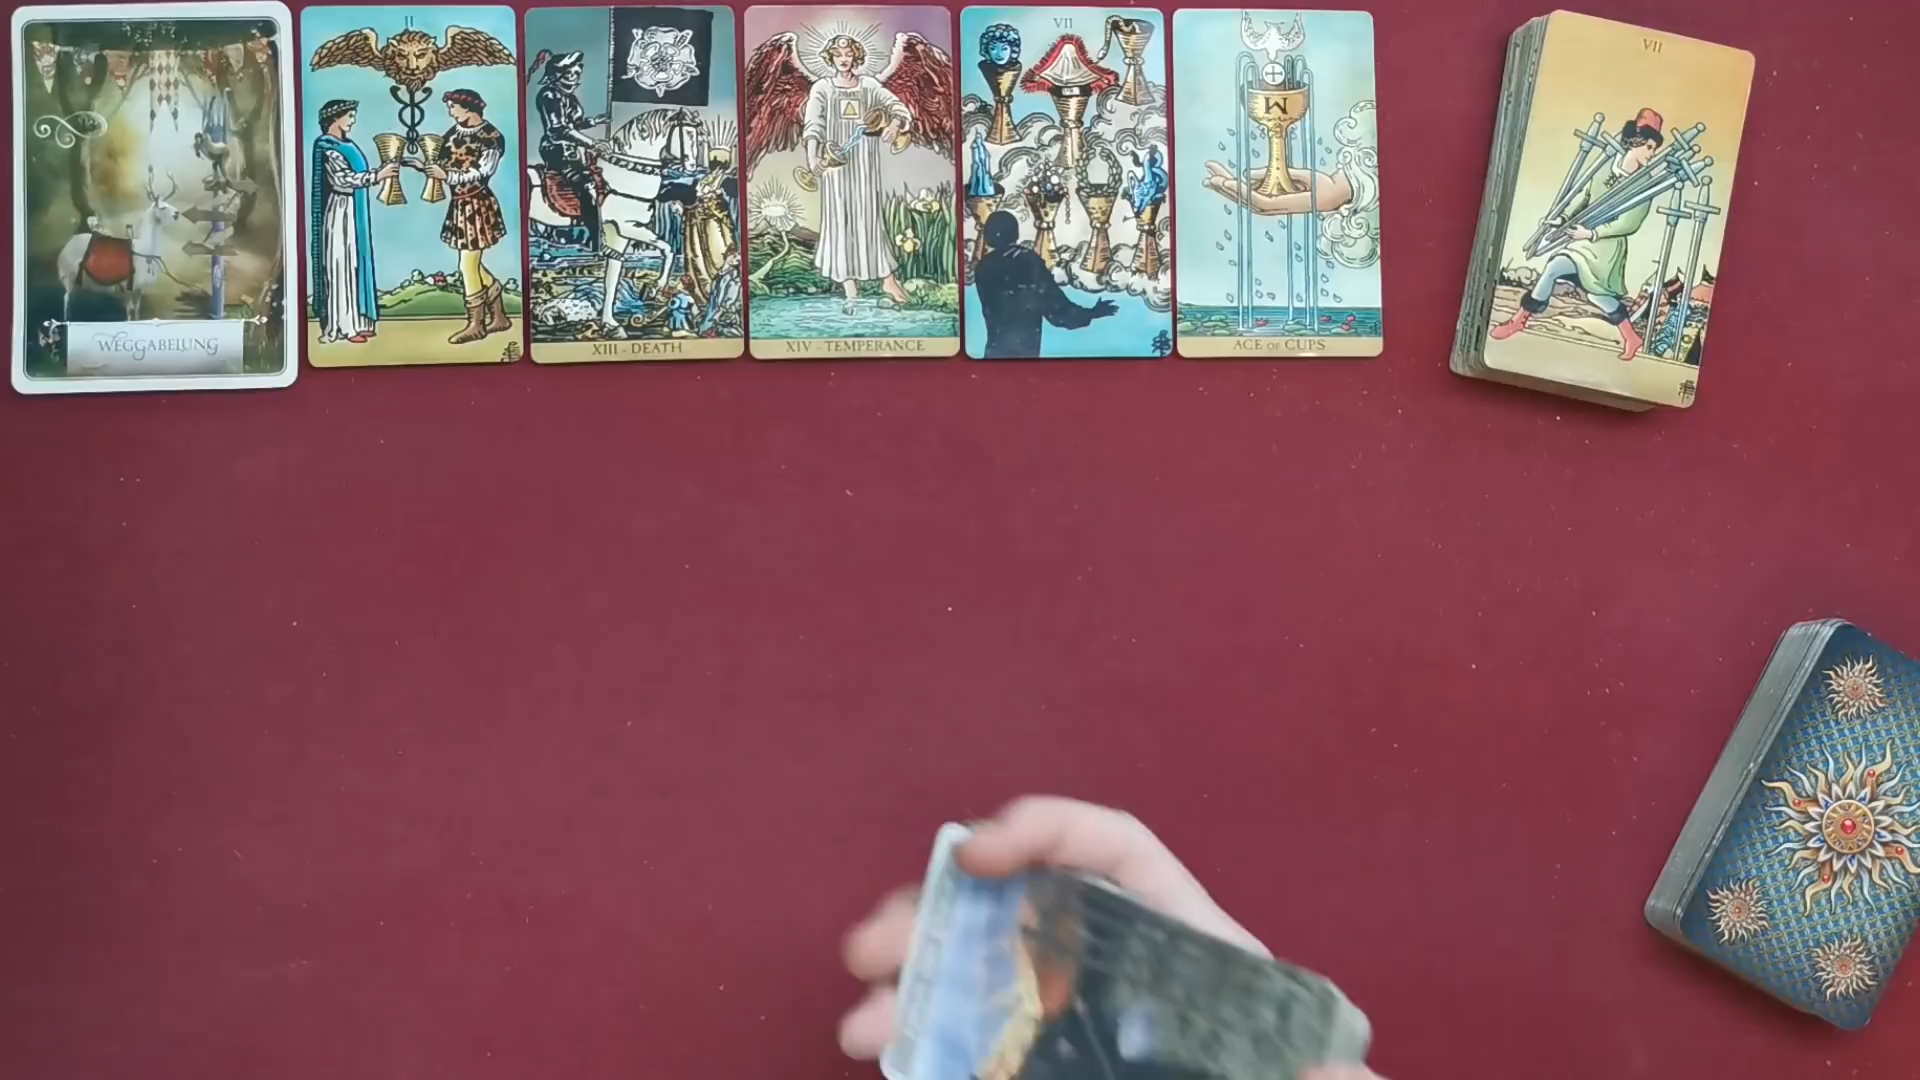 WEGGABELUNG
II
XIII - DEATH
XIV - TEMPERANCE
VII
ACE OF CUPS
VII